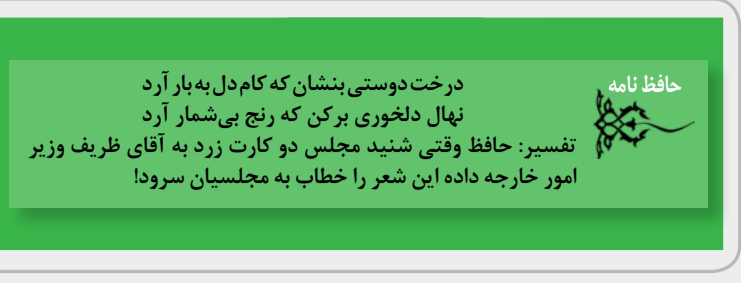 حافظ نامه
درخت دوستی بنشان که کام دل به بار آرد
نهال دلخوری برکن که رنج بی‌شمار آرد
تفسیر: حافظ وقتی شنید مجلس دو کارت زرد به آقای ظریف وزیر
امور خارجه داده این شعر را خطاب به مجلسیان سرود!